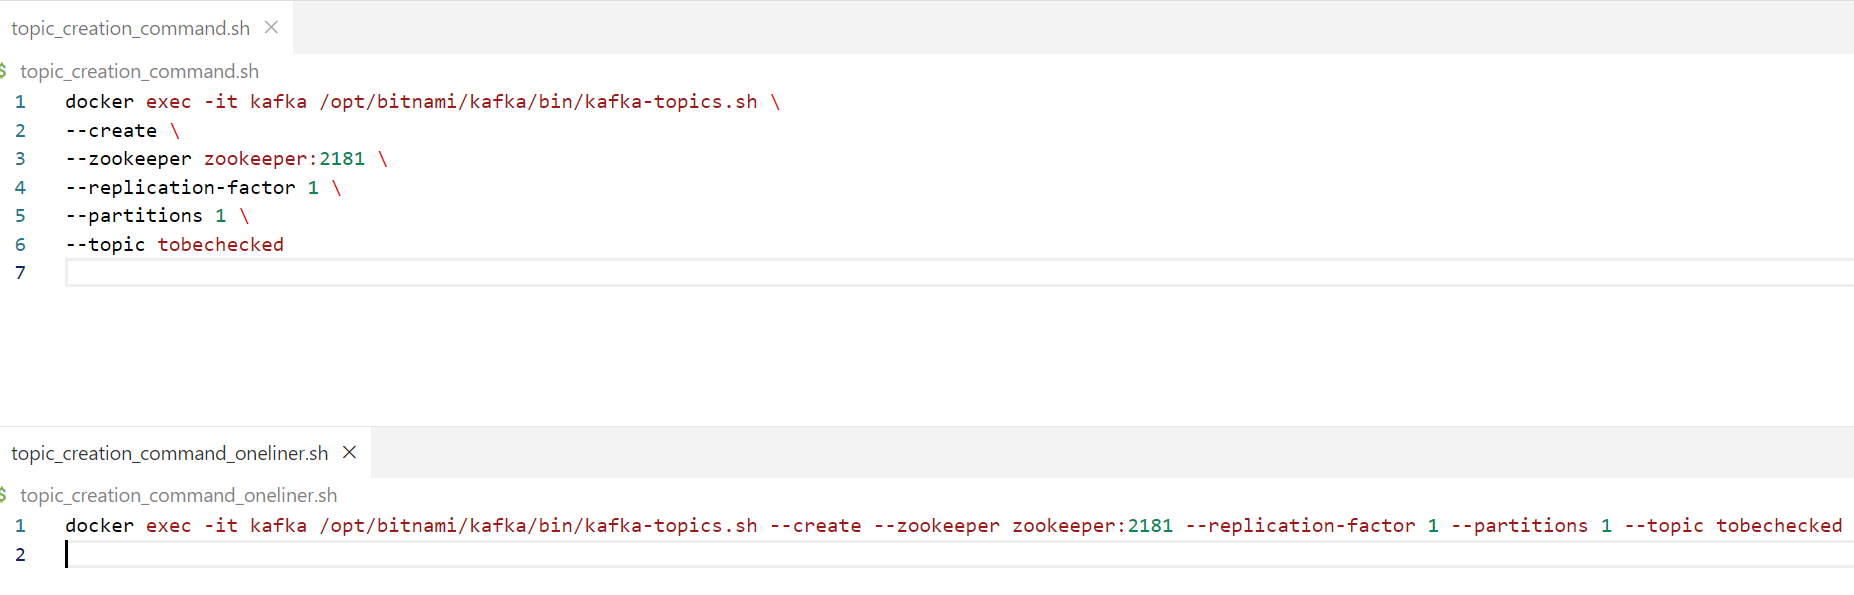 topic_creation_command.sh ×
$ topic_creation_command.sh
1 docker exec -it kafka /opt/bitnami/kafka/bin/kafka-topics.sh \
2 --create \
3 --zookeeper zookeeper:2181 \
4 --replication-factor 1 \
5 --partitions 1 \
6 --topic tobechecked
7
topic_creation_command_oneliner.sh ×
$ topic_creation_command_oneliner.sh
1 docker exec -it kafka /opt/bitnami/kafka/bin/kafka-topics.sh --create --zookeeper zookeeper:2181 --replication-factor 1 --partitions 1 --topic tobechecked
2